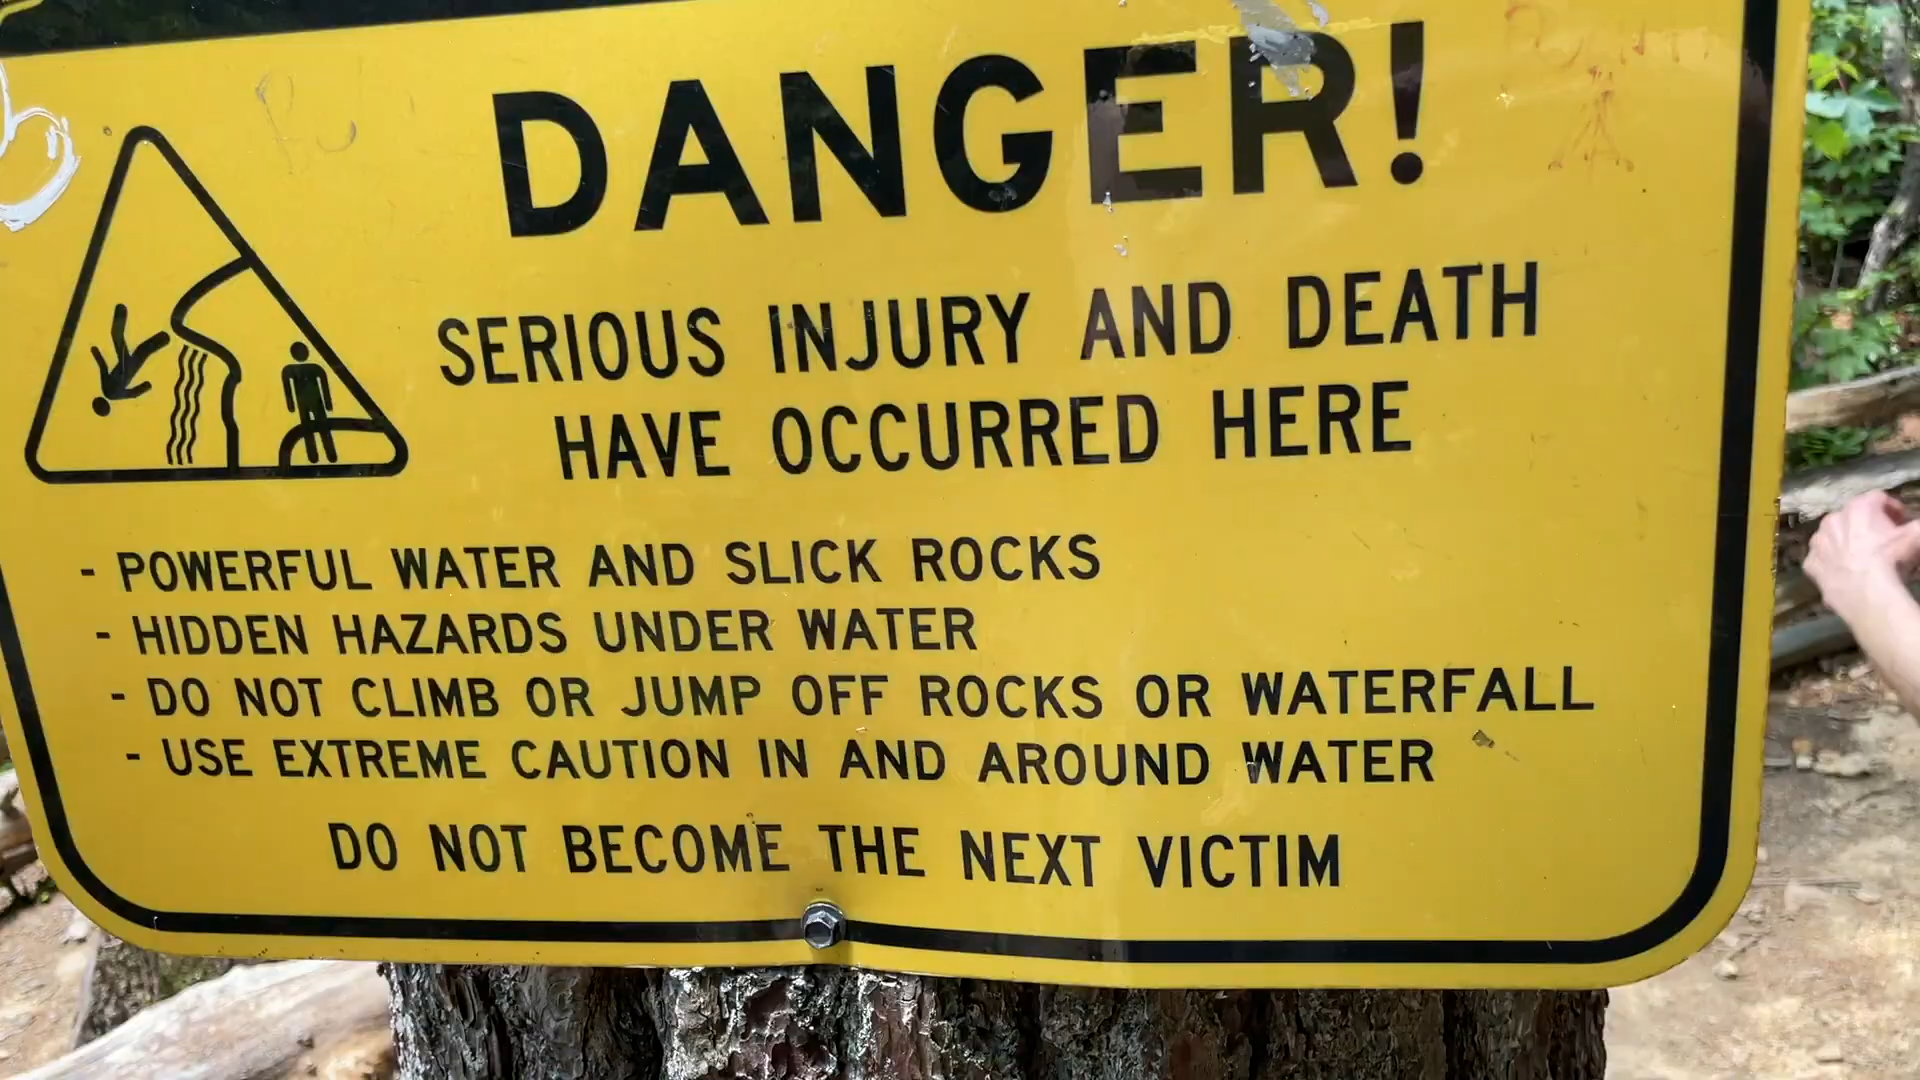 DANGER!
SERIOUS INJURY AND DEATH
HAVE OCCURRED HERE
- POWERFUL WATER AND SLICK ROCKS
- HIDDEN HAZARDS UNDER WATER
- DO NOT CLIMB OR JUMP OFF ROCKS OR WATERFALL
- USE EXTREME CAUTION IN AND AROUND WATER
DO NOT BECOME THE NEXT VICTIM